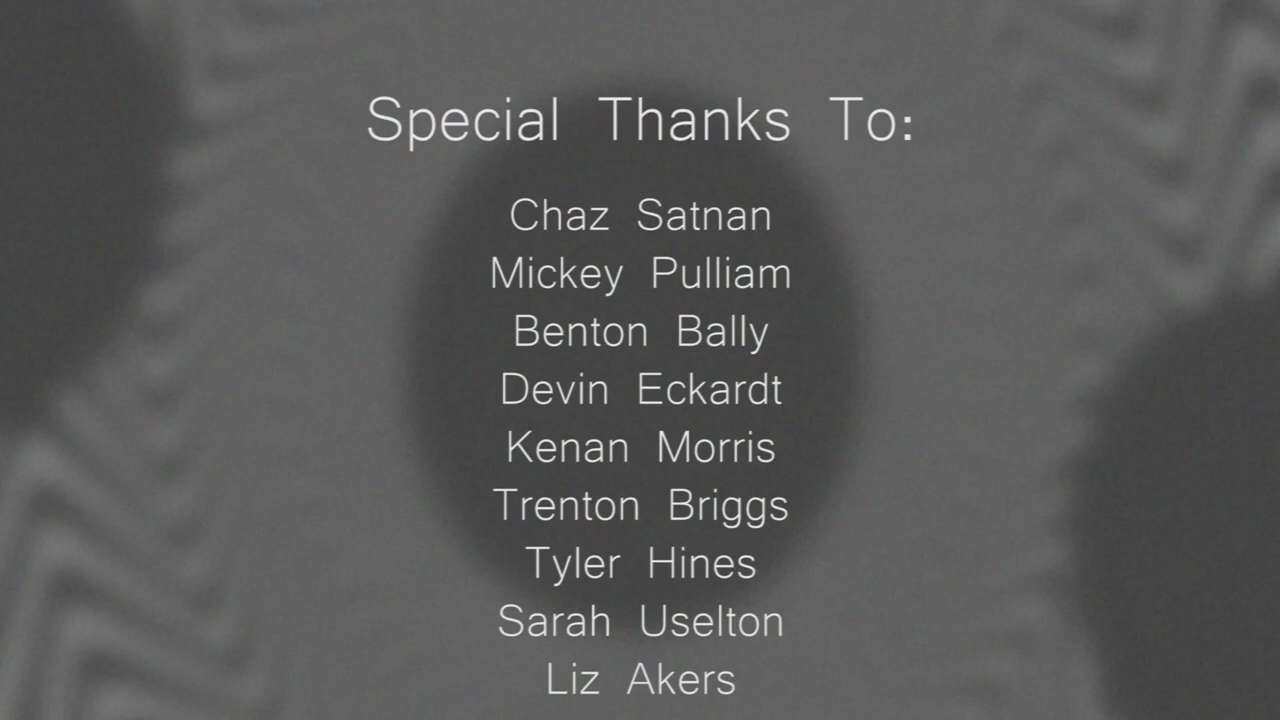 Special Thanks To:
Chaz Satnan
Mickey Pulliam
Benton Bally
Devin Eckardt
Kenan Morris
Trenton Briggs
Tyler Hines
Sarah Uselton
Liz Akers